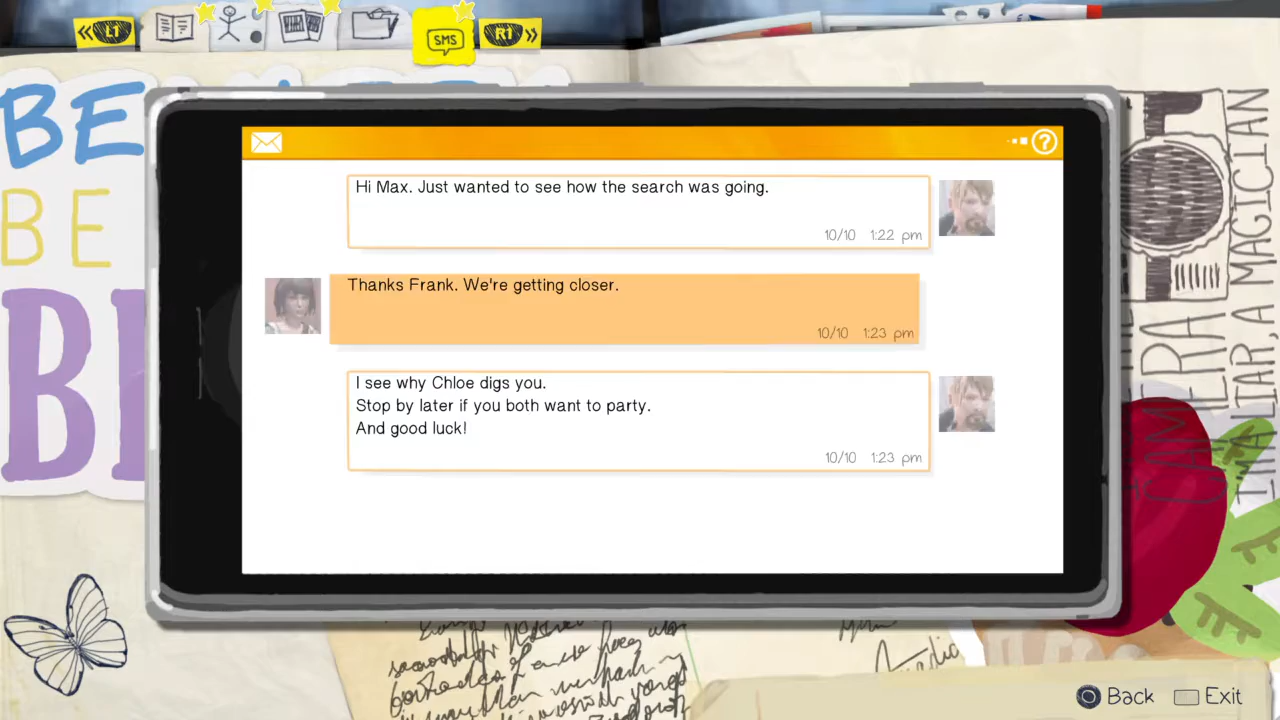 L1
SMS
R1
BE
BE
Hi Max. Just wanted to see how the search was going.
10/10 1:22 pm
Thanks Frank. We're getting closer.
10/10 1:23 pm
I see why Chloe digs you.
Stop by later if you both want to party.
And good luck!
10/10 1:23 pm
I'M A LIAR, A MAGICIAN
Back
Exit